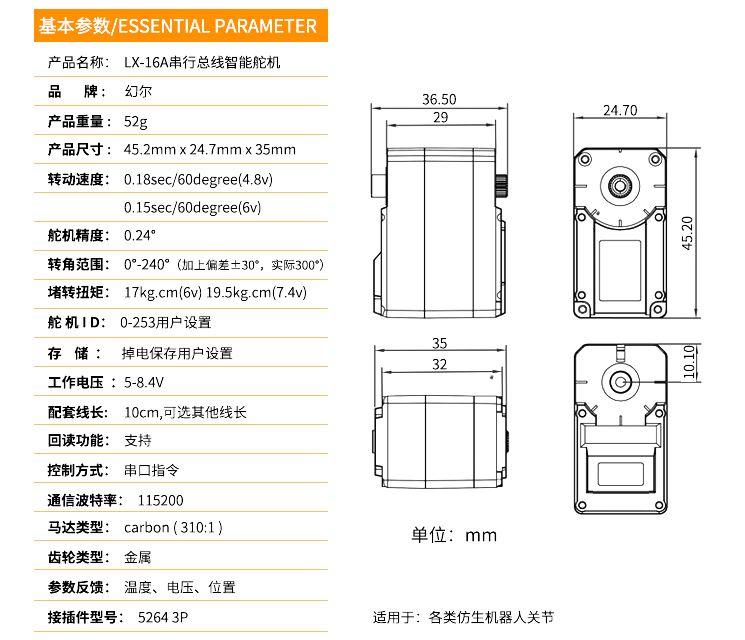 基本参数/ESSENTIAL PARAMETER
产品名称： LX-16A串行总线智能舵机
品 牌： 幻尔
产品重量： 52g
产品尺寸： 45.2mm x 24.7mm x 35mm
转动速度： 0.18sec/60degree(4.8v)
0.15sec/60degree(6v)
舵机精度： 0.24°
转角范围： 0°-240°（加上偏差±30°，实际300°）
堵转扭矩： 17kg.cm(6v) 19.5kg.cm(7.4v)
舵 机 I D： 0-253用户设置
存 储 ： 掉电保存用户设置
工作电压 ： 5-8.4V
配套线长： 10cm,可选其他线长
回读功能： 支持
控制方式： 串口指令
通信波特率： 115200
马达类型： carbon ( 310:1 )
齿轮类型： 金属
参数反馈： 温度、电压、位置
接插件型号： 5264 3P
36.50
29
24.70
45.20
35
32
10.10
单位：mm
适用于：各类仿生机器人关节